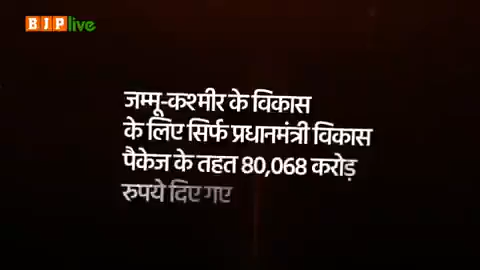 BJP live
जम्मू-कश्मीर के विकास
के लिए सिर्फ प्रधानमंत्री विकास
पैकेज के तहत 80,068 करोड़
रुपये दिए गए